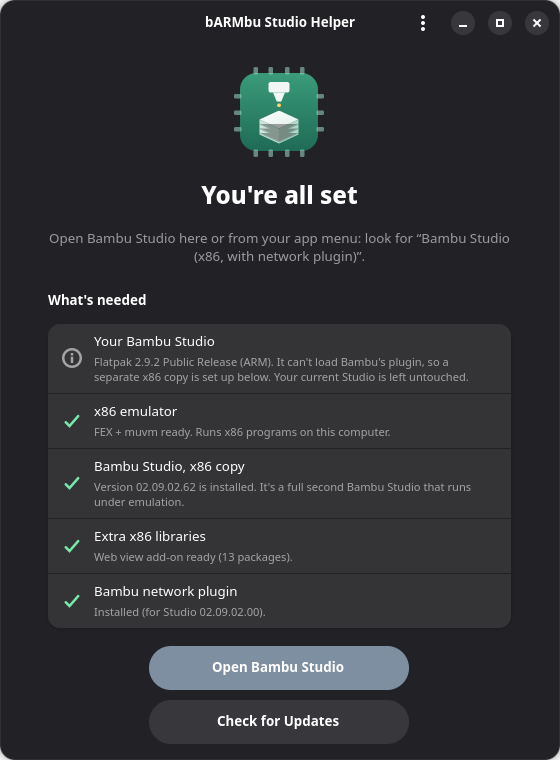 bARMbu Studio Helper
You're all set
Open Bambu Studio here or from your app menu: look for “Bambu Studio
(x86, with network plugin)”.
What's needed
Your Bambu Studio
Flatpak 2.9.2 Public Release (ARM). It can't load Bambu's plugin, so a
separate x86 copy is set up below. Your current Studio is left untouched.
x86 emulator
FEX + muvm ready. Runs x86 programs on this computer.
Bambu Studio, x86 copy
Version 02.09.02.62 is installed. It's a full second Bambu Studio that runs
under emulation.
Extra x86 libraries
Web view add-on ready (13 packages).
Bambu network plugin
Installed (for Studio 02.09.02.00).
Open Bambu Studio
Check for Updates